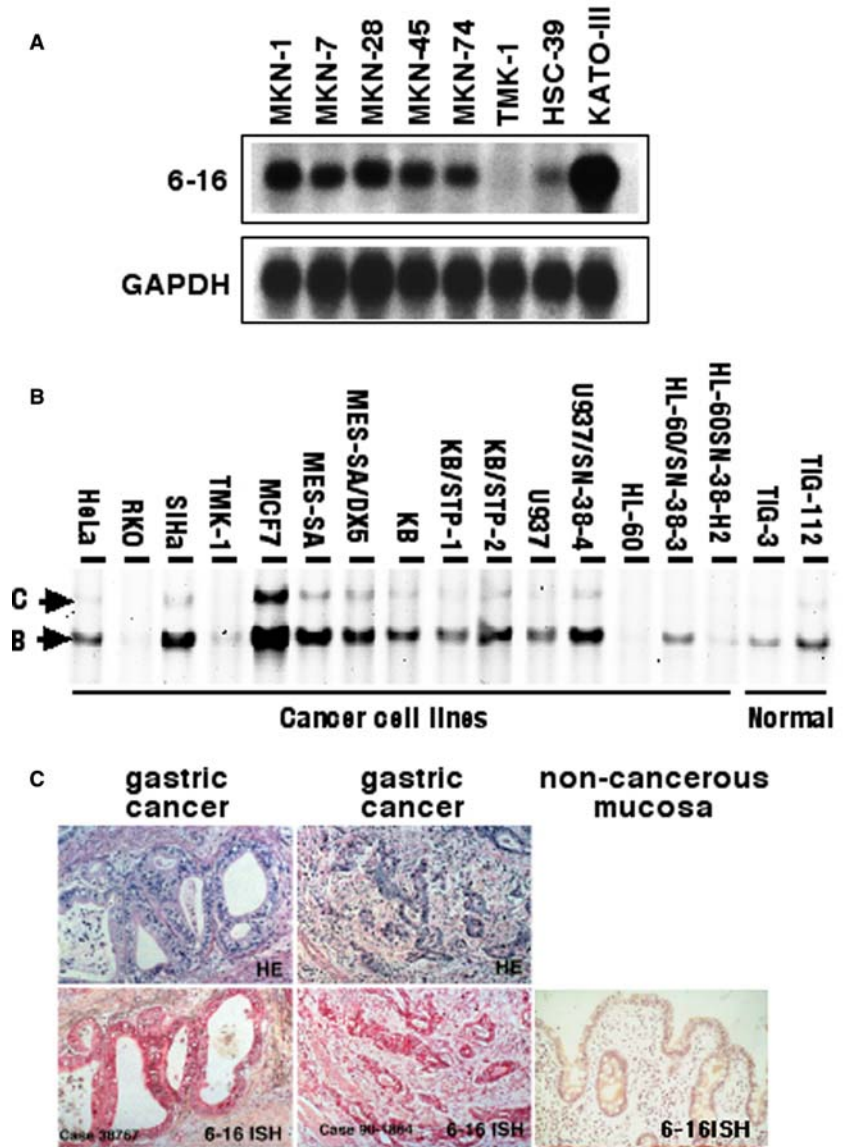 A
MKN-1
MKN-7
MKN-28
MKN-45
MKN-74
TMK-1
HSC-39
KATO-III
6-16
GAPDH
B
HeLa
RKO
SiHa
TMK-1
MCF7
MES-SA
MES-SA/DX5
KB
KB/STP-1
KB/STP-2
U937
U937/SN-38-4
HL-60
HL-60/SN-38-3
HL-60SN-38-H2
TIG-3
TIG-112
C
B
Cancer cell lines
Normal
C
gastric
cancer
gastric
cancer
non-cancerous
mucosa
HE
HE
Case 38767
6-16 ISH
Case 90-1864
6-16 ISH
6-16ISH